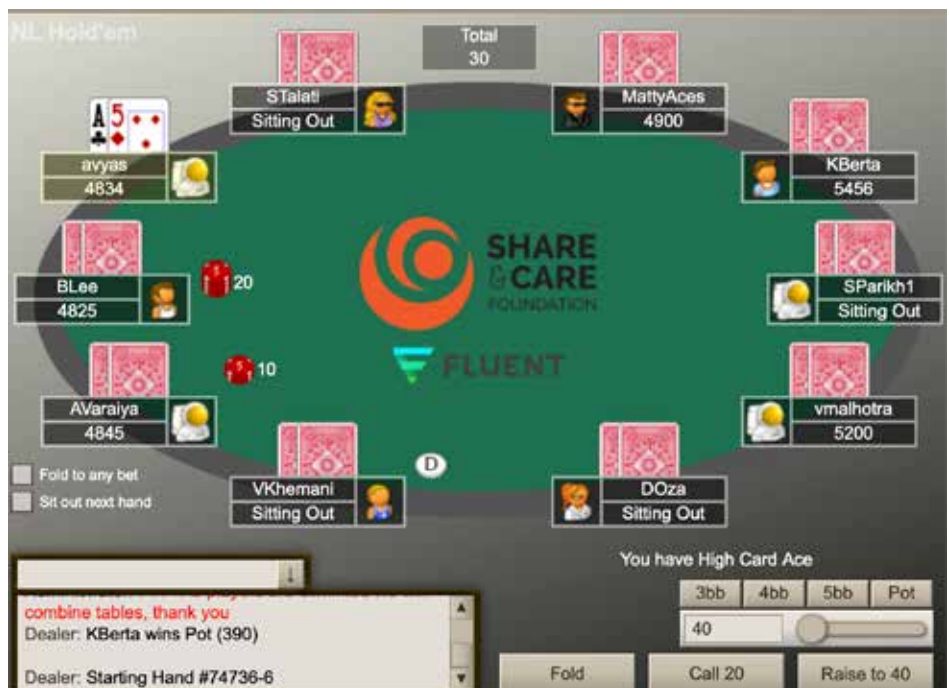 NL Hold'em
Total
30
STalati
Sitting Out
MattyAces
4900
A 5
avyas
4834
KBerta
5456
BLee
4825
20
SHARE
& CARE
FOUNDATION
SParikh1
Sitting Out
FLUENT
5
10
AVaraiya
4845
vmalhotra
5200
Fold to any bet
Sit out next hand
VKhemani
Sitting Out
D
DOza
Sitting Out
You have High Card Ace
3bb 4bb 5bb Pot
40
combine tables, thank you
Dealer: KBerta wins Pot (390)
Dealer: Starting Hand #74736-6
Fold Call 20 Raise to 40